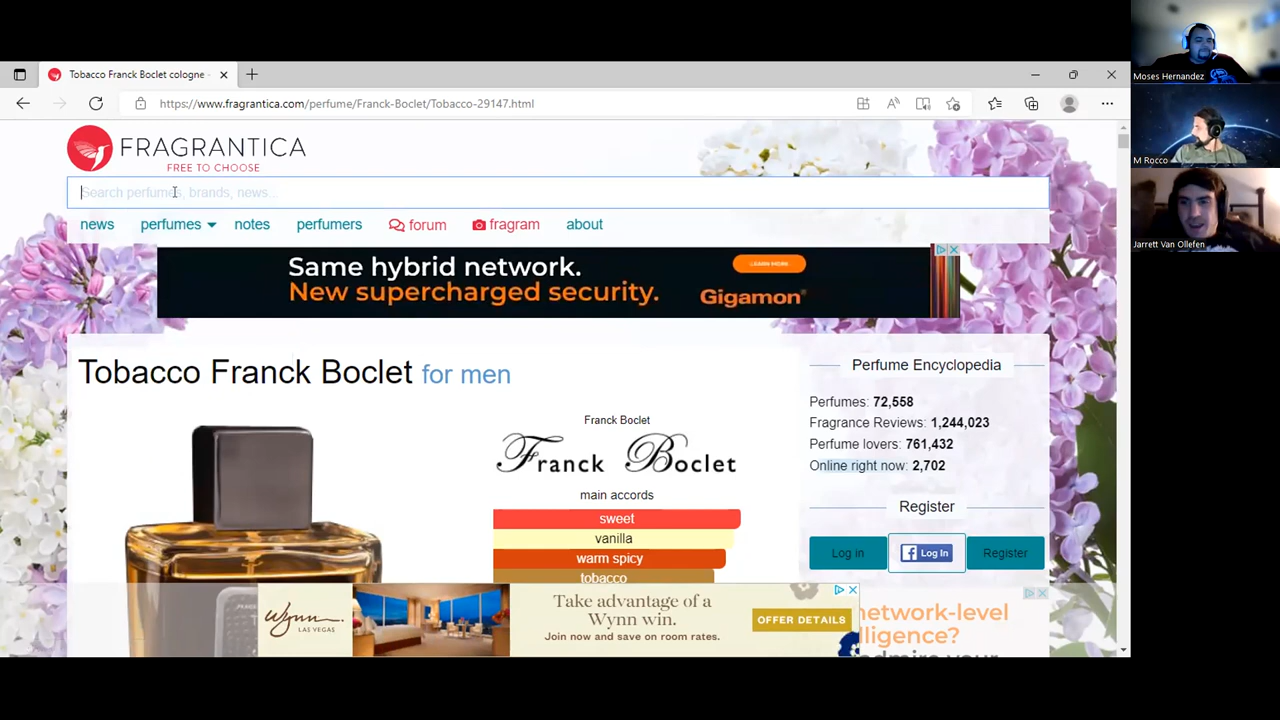 Tobacco Franck Boclet cologne -
https://www.fragrantica.com/perfume/Franck-Boclet/Tobacco-29147.html
FRAGRANTICA
FREE TO CHOOSE
Search perfumes, brands, news...
news perfumes notes perfumers forum fragram about
Same hybrid network.
New supercharged security.
LEARN MORE
Gigamon
Tobacco Franck Boclet for men
Franck Boclet
Franck Boclet
main accords
sweet
vanilla
warm spicy
tobacco
Perfume Encyclopedia
Perfumes: 72,558
Fragrance Reviews: 1,244,023
Perfume lovers: 761,432
Online right now: 2,702
Register
Log in
Log In
Register
Wynn
LAS VEGAS
Take advantage of a
Wynn win.
Join now and save on room rates.
OFFER DETAILS
network-level
Moses Hernandez
M Rocco
Jarrett Van Ollefen